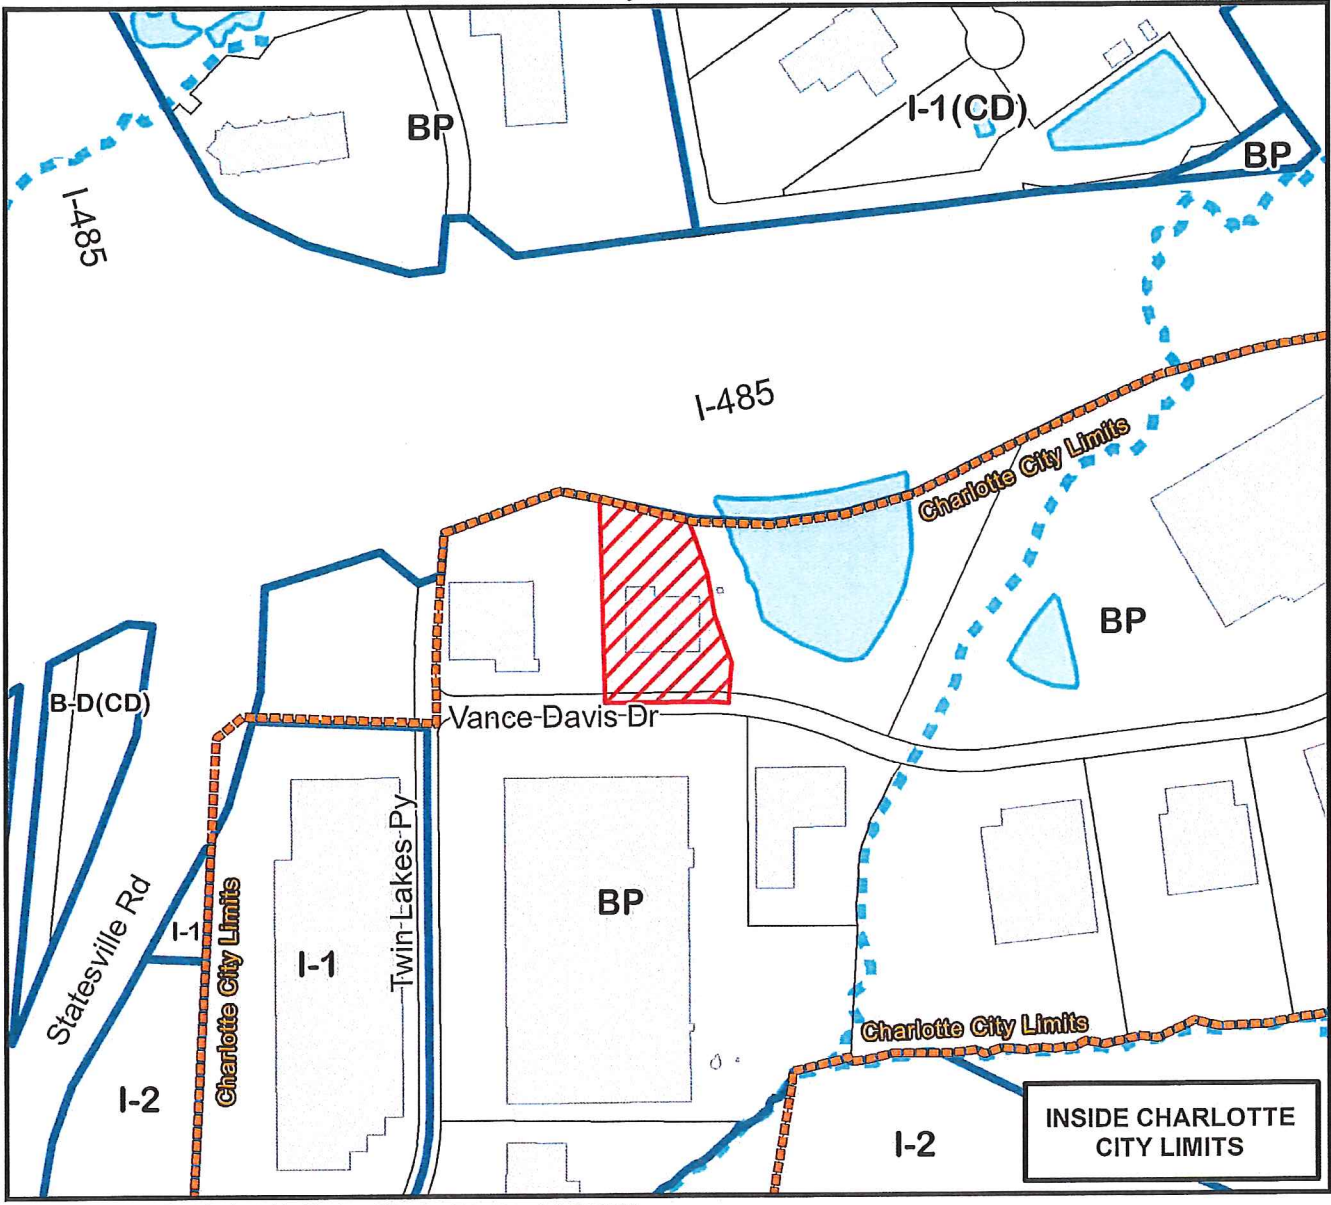 BP
I-1(CD)
BP
I-485
I-485
Charlotte City Limits
BP
B-D(CD)
Vance-Davis-Dr
Twin-Lakes-Py
BP
Statesville Rd
I-1
I-1
Charlotte City Limits
Charlotte City Limits
I-2
I-2
INSIDE CHARLOTTE
CITY LIMITS